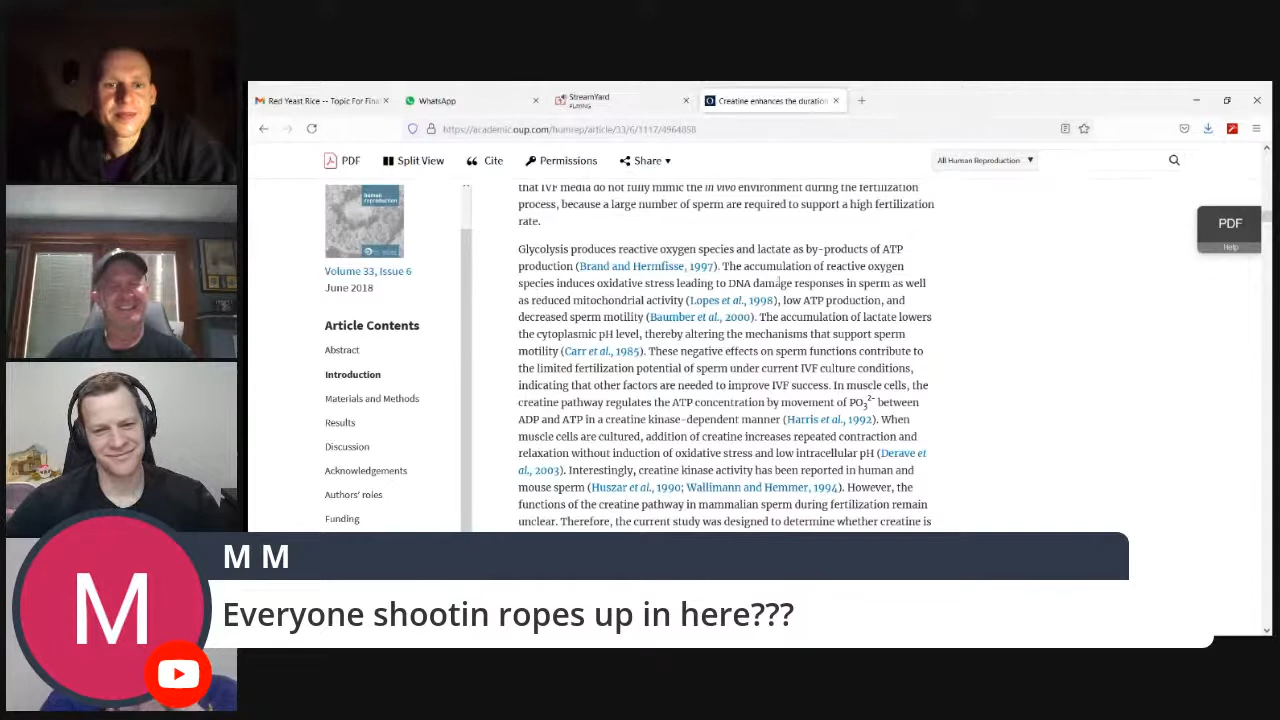 Red Yeast Rice -- Topic For Fina
WhatsApp
StreamYard
PLAYING
Creatine enhances the duration
https://academic.oup.com/humrep/article/33/6/1117/4964858
PDF
Split View
Cite
Permissions
Share
All Human Reproduction
human
reproduction
Volume 33, Issue 6
June 2018
Article Contents
Abstract
Introduction
Materials and Methods
Results
Discussion
Acknowledgements
Authors' roles
Funding
that IVF media do not fully mimic the in vivo environment during the fertilization
process, because a large number of sperm are required to support a high fertilization
rate.
Glycolysis produces reactive oxygen species and lactate as by-products of ATP
production (Brand and Hermfisse, 1997). The accumulation of reactive oxygen
species induces oxidative stress leading to DNA damage responses in sperm as well
as reduced mitochondrial activity (Lopes et al., 1998), low ATP production, and
decreased sperm motility (Baumber et al., 2000). The accumulation of lactate lowers
the cytoplasmic pH level, thereby altering the mechanisms that support sperm
motility (Carr et al., 1985). These negative effects on sperm functions contribute to
the limited fertilization potential of sperm under current IVF culture conditions,
indicating that other factors are needed to improve IVF success. In muscle cells, the
creatine pathway regulates the ATP concentration by movement of PO₃²⁻ between
ADP and ATP in a creatine kinase-dependent manner (Harris et al., 1992). When
muscle cells are cultured, addition of creatine increases repeated contraction and
relaxation without induction of oxidative stress and low intracellular pH (Derave et
al., 2003). Interestingly, creatine kinase activity has been reported in human and
mouse sperm (Huszar et al., 1990; Wallimann and Hemmer, 1994). However, the
functions of the creatine pathway in mammalian sperm during fertilization remain
unclear. Therefore, the current study was designed to determine whether creatine is
PDF
Help
M
M M
Everyone shootin ropes up in here???